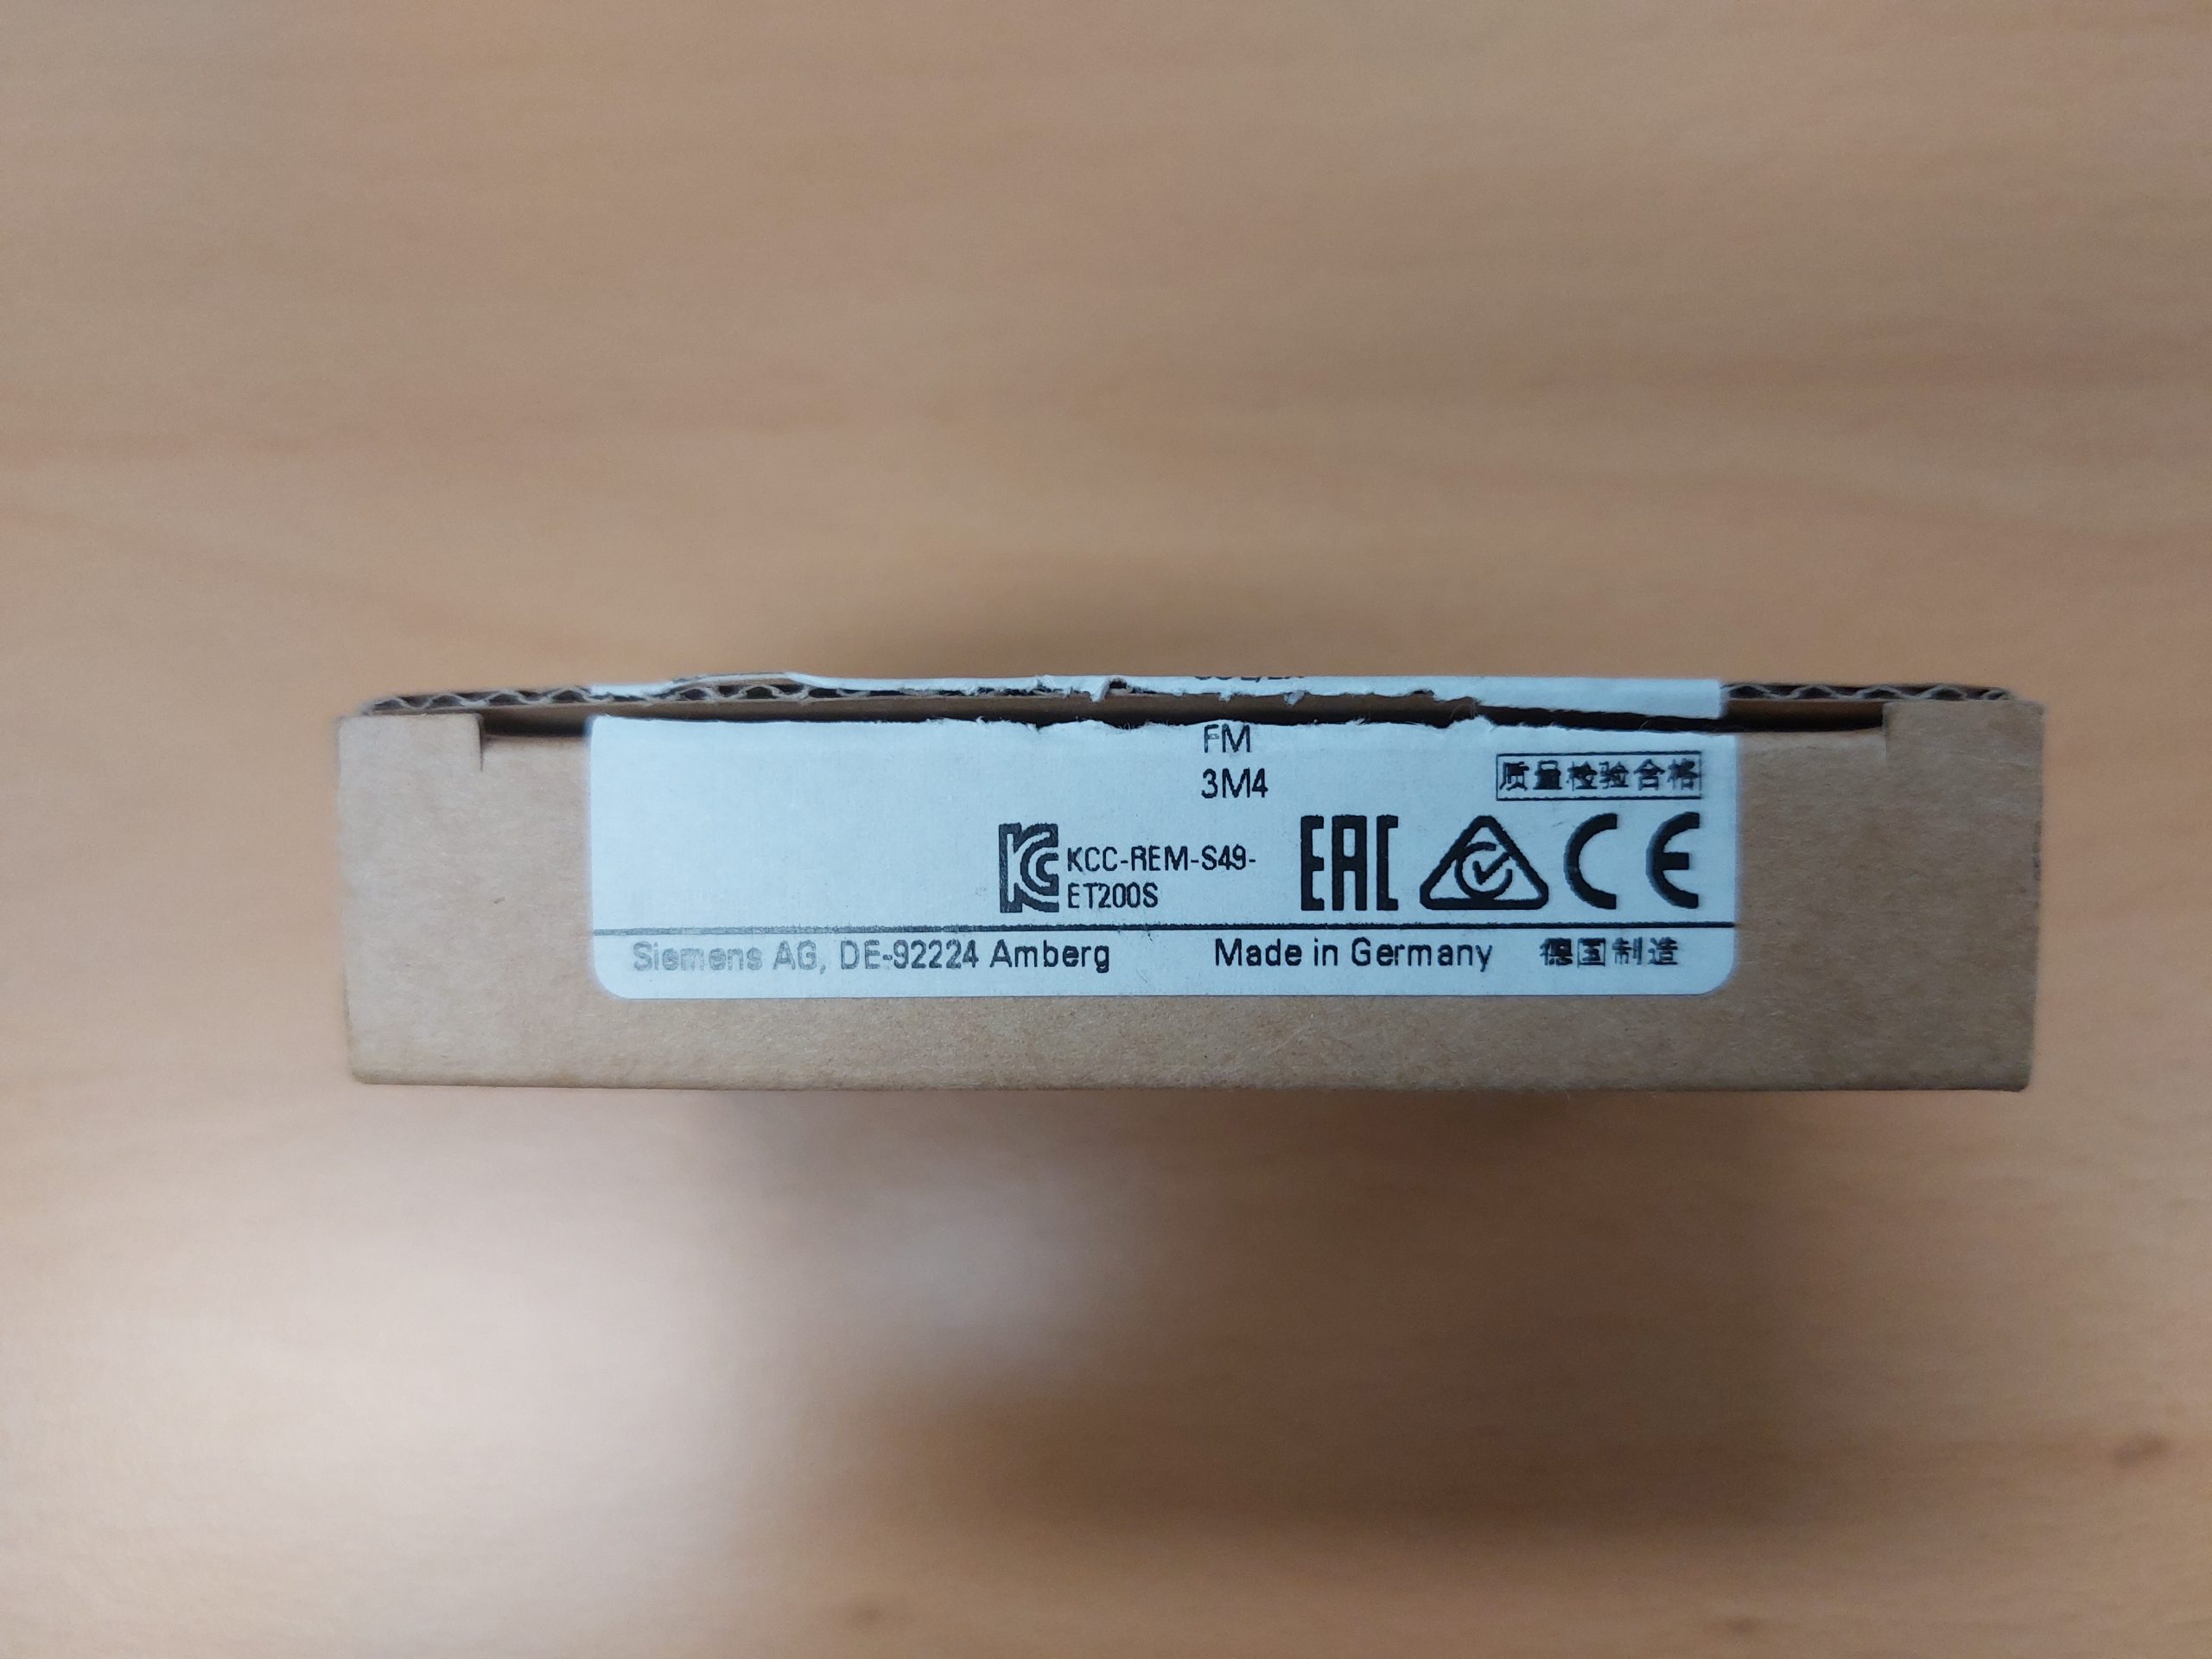 FM
3M4
质量检验合格
KCC-REM-S49-
ET200S
EAC
CE
Siemens AG, DE-92224 Amberg
Made in Germany 德国制造